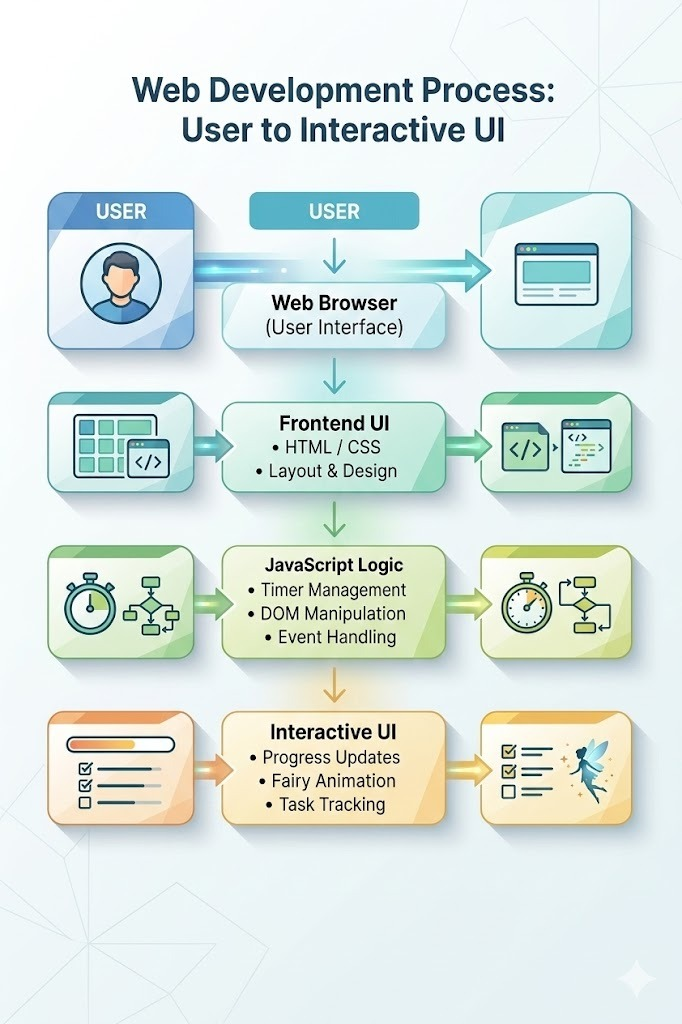 Web Development Process:
User to Interactive UI
USER
USER
Web Browser
(User Interface)
Frontend UI
• HTML / CSS
• Layout & Design
</>
</>
</>
JavaScript Logic
• Timer Management
• DOM Manipulation
• Event Handling
Interactive UI
• Progress Updates
• Fairy Animation
• Task Tracking